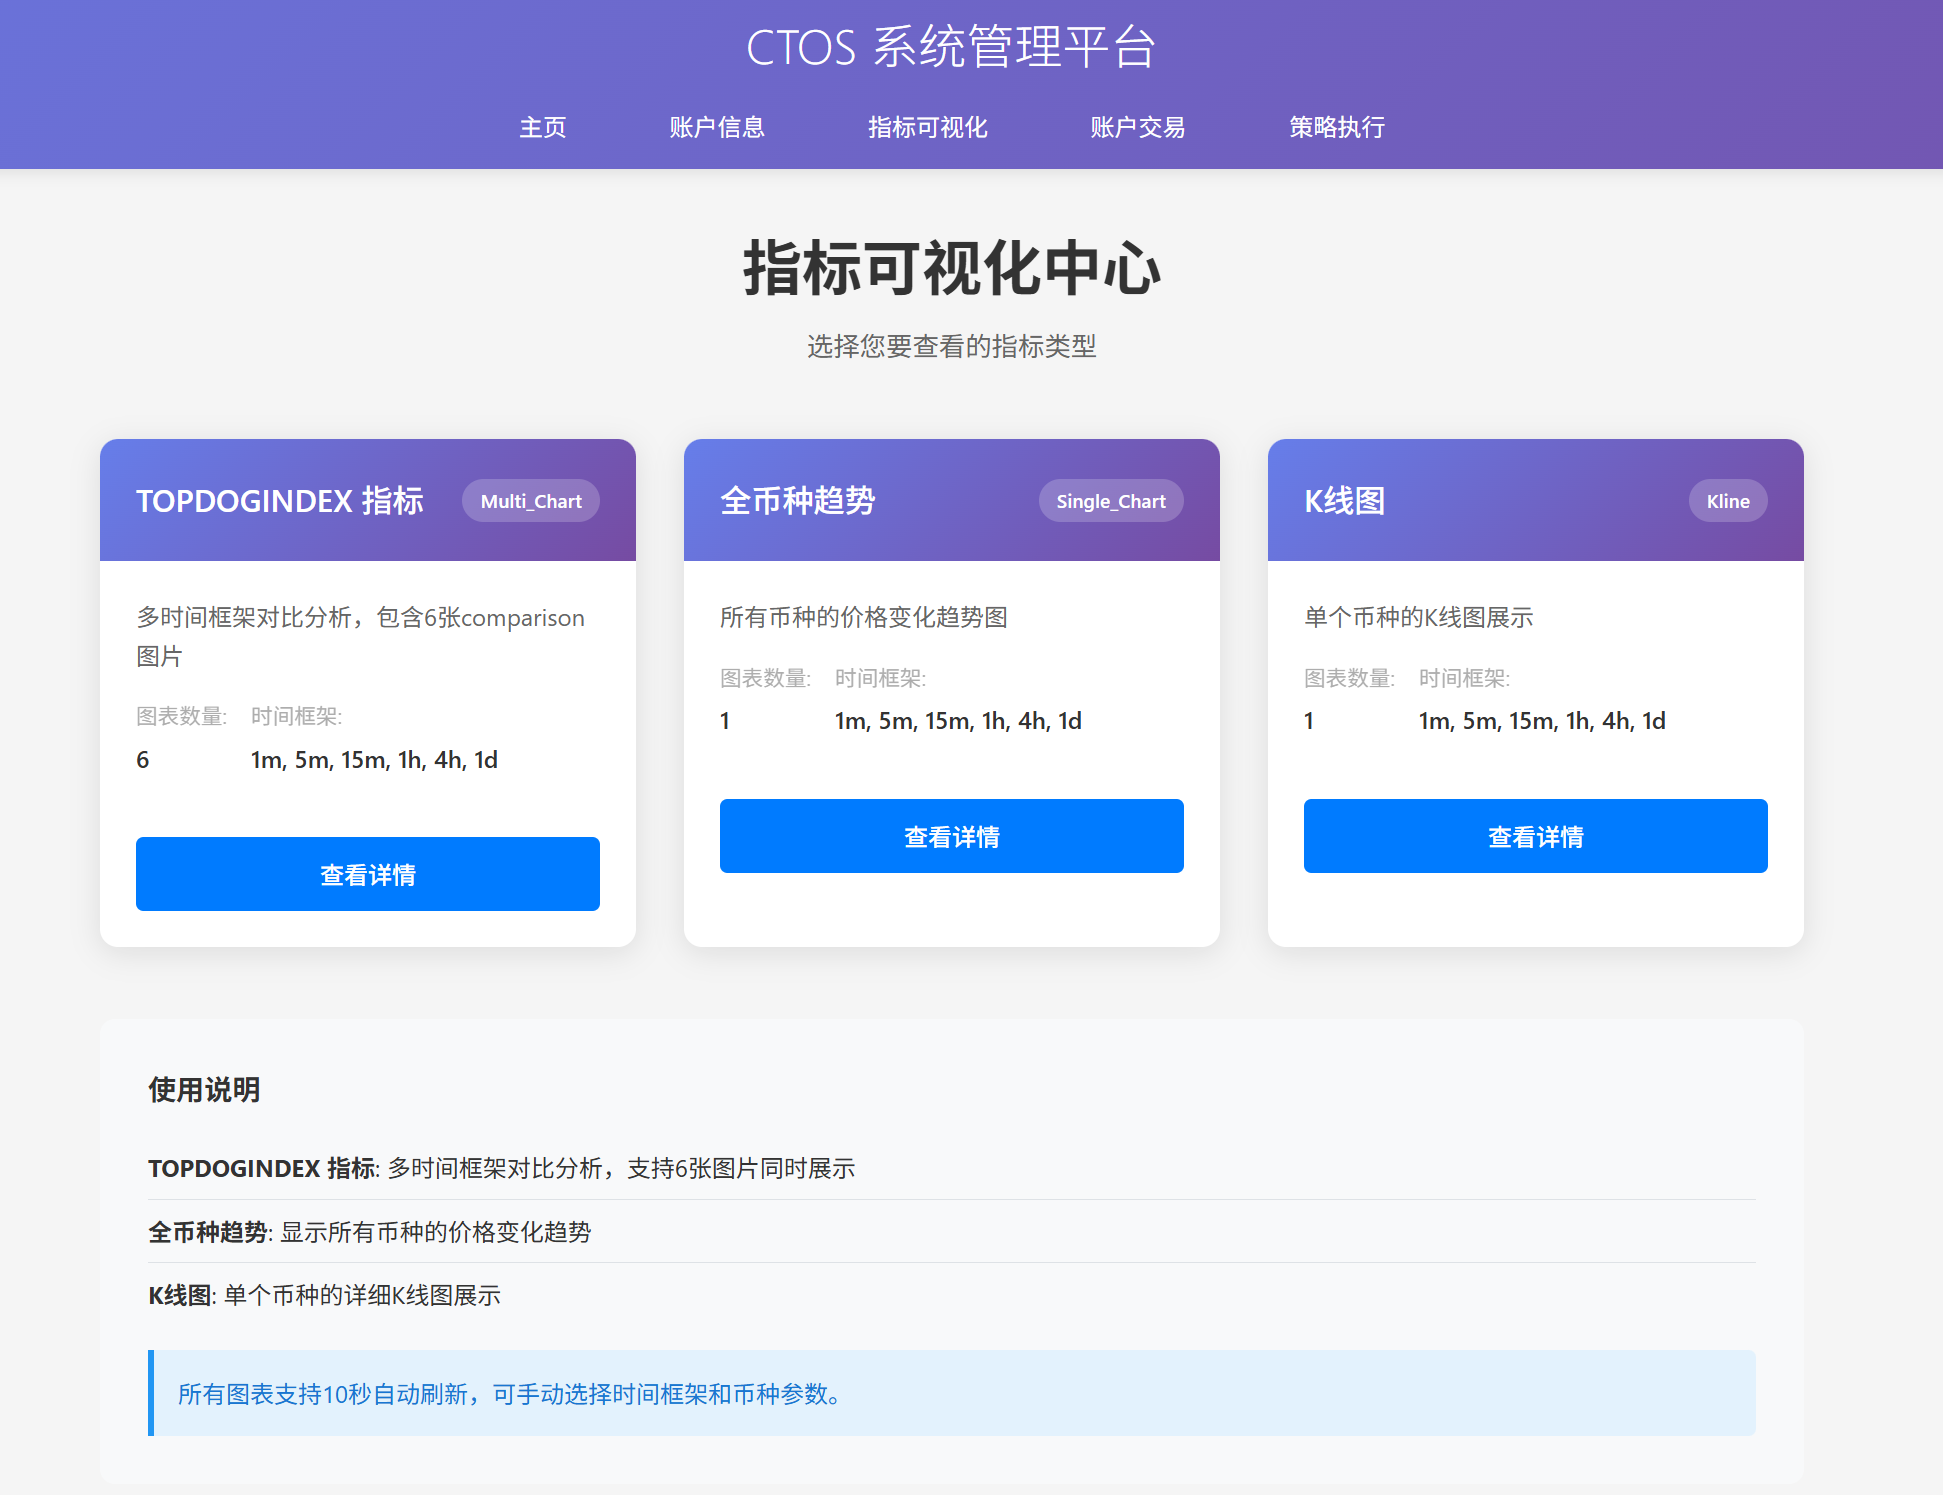 CTOS 系统管理平台
主页 账户信息 指标可视化 账户交易 策略执行
指标可视化中心
选择您要查看的指标类型
TOPDOGINDEX 指标 Multi_Chart
多时间框架对比分析，包含6张comparison
图片
图表数量: 时间框架:
6 1m, 5m, 15m, 1h, 4h, 1d
查看详情
全币种趋势 Single_Chart
所有币种的价格变化趋势图
图表数量: 时间框架:
1 1m, 5m, 15m, 1h, 4h, 1d
查看详情
K线图 Kline
单个币种的K线图展示
图表数量: 时间框架:
1 1m, 5m, 15m, 1h, 4h, 1d
查看详情
使用说明
TOPDOGINDEX 指标: 多时间框架对比分析，支持6张图片同时展示
全币种趋势: 显示所有币种的价格变化趋势
K线图: 单个币种的详细K线图展示
所有图表支持10秒自动刷新，可手动选择时间框架和币种参数。